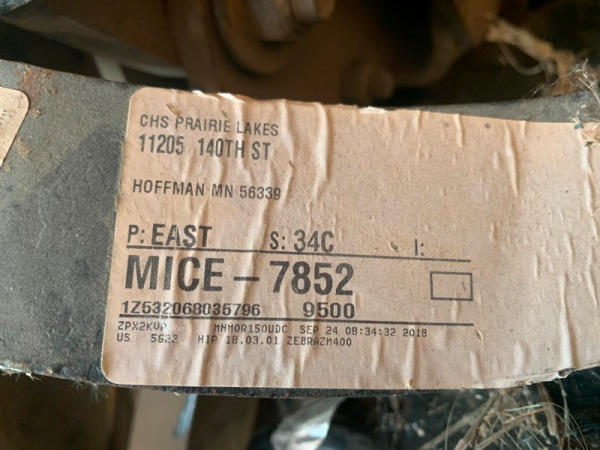 CHS PRAIRIE LAKES
11205 140TH ST
HOFFMAN MN 56339
P: EAST S: 34C I:
MICE - 7852
1Z532068035796 9500
ZPX2KVP MNMOR150UDC SEP 24 08:34:32 2018
US 5622 HIP 18.03.01 ZEBRAZM400